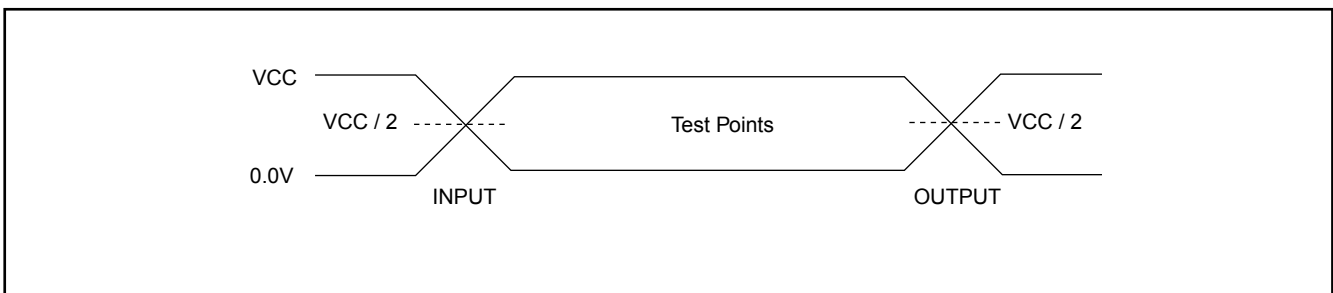 VCC
VCC / 2
Test Points
VCC / 2
0.0V
INPUT
OUTPUT